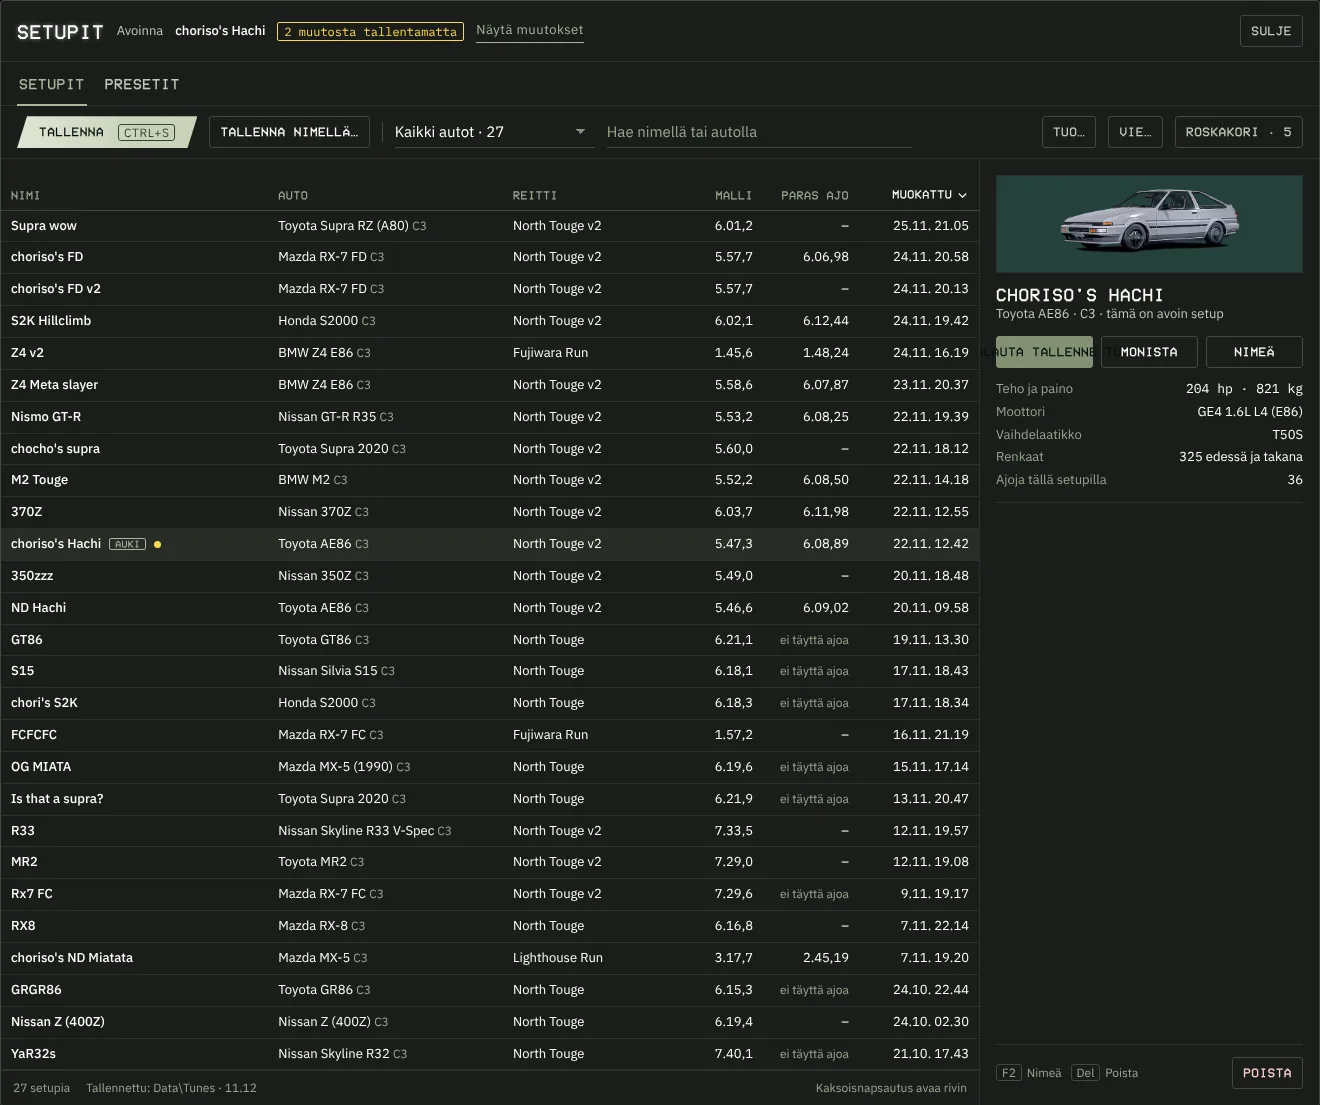 SETUPIT Avoinna choriso's Hachi 2 muutosta tallentamatta Näytä muutokset SULJE
SETUPIT PRESETIT
TALLENNA CTRL+S TALLENNA NIMELLÄ… Kaikki autot · 27 Hae nimellä tai autolla TUO… VIE… ROSKAKORI · 5
NIMI AUTO REITTI MALLI PARAS AJO MUOKATTU
Supra wow Toyota Supra RZ (A80) C3 North Touge v2 6.01,2 – 25.11. 21.05
choriso's FD Mazda RX-7 FD C3 North Touge v2 5.57,7 6.06,98 24.11. 20.58
choriso's FD v2 Mazda RX-7 FD C3 North Touge v2 5.57,7 – 24.11. 20.13
S2K Hillclimb Honda S2000 C3 North Touge v2 6.02,1 6.12,44 24.11. 19.42
Z4 v2 BMW Z4 E86 C3 Fujiwara Run 1.45,6 1.48,24 24.11. 16.19
Z4 Meta slayer BMW Z4 E86 C3 North Touge v2 5.58,6 6.07,87 23.11. 20.37
Nismo GT-R Nissan GT-R R35 C3 North Touge v2 5.53,2 6.08,25 22.11. 19.39
chocho's supra Toyota Supra 2020 C3 North Touge v2 5.60,0 – 22.11. 18.12
M2 Touge BMW M2 C3 North Touge v2 5.52,2 6.08,50 22.11. 14.18
370Z Nissan 370Z C3 North Touge v2 6.03,7 6.11,98 22.11. 12.55
choriso's Hachi AUKI Toyota AE86 C3 North Touge v2 5.47,3 6.08,89 22.11. 12.42
350zzz Nissan 350Z C3 North Touge v2 5.49,0 – 20.11. 18.48
ND Hachi Toyota AE86 C3 North Touge v2 5.46,6 6.09,02 20.11. 09.58
GT86 Toyota GT86 C3 North Touge 6.21,1 ei täyttä ajoa 19.11. 13.30
S15 Nissan Silvia S15 C3 North Touge 6.18,1 ei täyttä ajoa 17.11. 18.43
chori's S2K Honda S2000 C3 North Touge 6.18,3 ei täyttä ajoa 17.11. 18.34
FCFCFC Mazda RX-7 FC C3 Fujiwara Run 1.57,2 – 16.11. 21.19
OG MIATA Mazda MX-5 (1990) C3 North Touge 6.19,6 ei täyttä ajoa 15.11. 17.14
Is that a supra? Toyota Supra 2020 C3 North Touge 6.21,9 ei täyttä ajoa 13.11. 20.47
R33 Nissan Skyline R33 V-Spec C3 North Touge v2 7.33,5 – 12.11. 19.57
MR2 Toyota MR2 C3 North Touge v2 7.29,0 – 12.11. 19.08
Rx7 FC Mazda RX-7 FC C3 North Touge v2 7.29,6 ei täyttä ajoa 9.11. 19.17
RX8 Mazda RX-8 C3 North Touge 6.16,8 – 7.11. 22.14
choriso's ND Miatata Mazda MX-5 C3 Lighthouse Run 3.17,7 2.45,19 7.11. 19.20
GRGR86 Toyota GR86 C3 North Touge 6.15,3 ei täyttä ajoa 24.10. 22.44
Nissan Z (400Z) Nissan Z (400Z) C3 North Touge 6.19,4 – 24.10. 02.30
YaR32s Nissan Skyline R32 C3 North Touge 7.40,1 ei täyttä ajoa 21.10. 17.43
27 setupia Tallennettu: Data\Tunes · 11.12 Kaksoisnapsautus avaa rivin
CHORISO'S HACHI
Toyota AE86 · C3 · tämä on avoin setup
MONISTA NIMEÄ
Teho ja paino 204 hp · 821 kg
Moottori GE4 1.6L L4 (E86)
Vaihdelaatikko T50S
Renkaat 325 edessä ja takana
Ajoja tällä setupilla 36
F2 Nimeä Del Poista POISTA